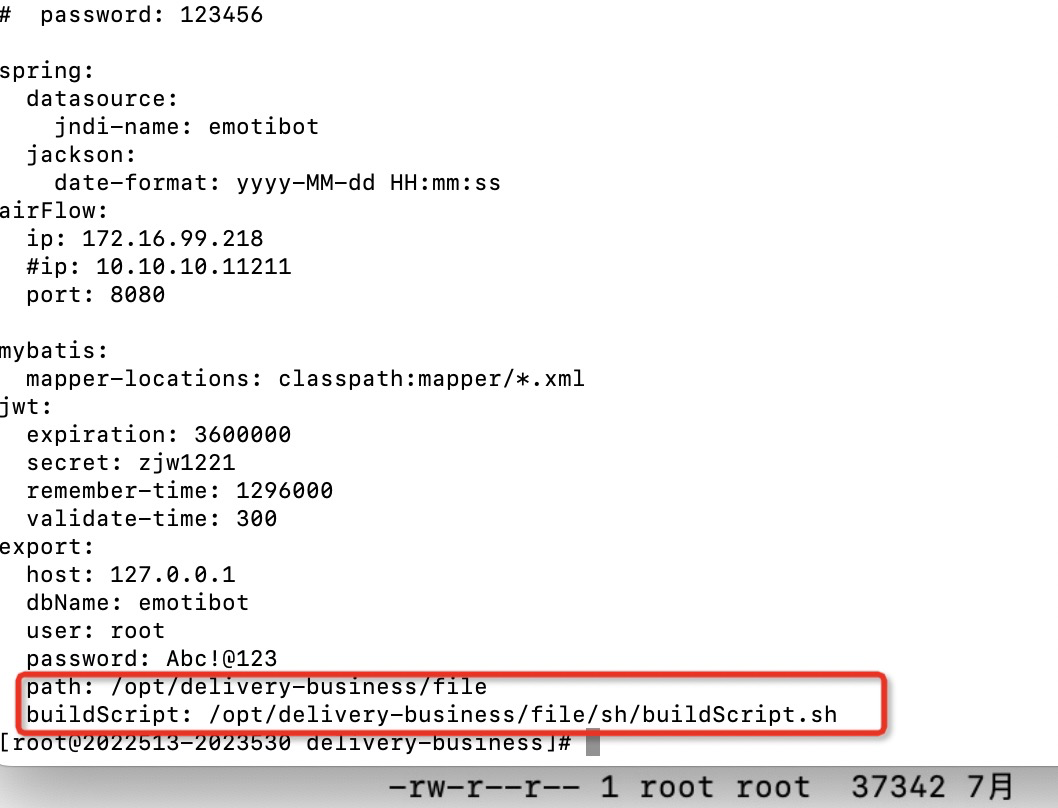 #  password: 123456
spring:
  datasource:
    jndi-name: emotibot
  jackson:
    date-format: yyyy-MM-dd HH:mm:ss
airFlow:
  ip: 172.16.99.218
  #ip: 10.10.10.11211
  port: 8080
mybatis:
  mapper-locations: classpath:mapper/*.xml
jwt:
  expiration: 3600000
  secret: zjw1221
  remember-time: 1296000
  validate-time: 300
export:
  host: 127.0.0.1
  dbName: emotibot
  user: root
  password: Abc!@123
  path: /opt/delivery-business/file
  buildScript: /opt/delivery-business/file/sh/buildScript.sh
[root@2022513-2023530 delivery-business]#
-rw-r--r-- 1 root root  37342 7月